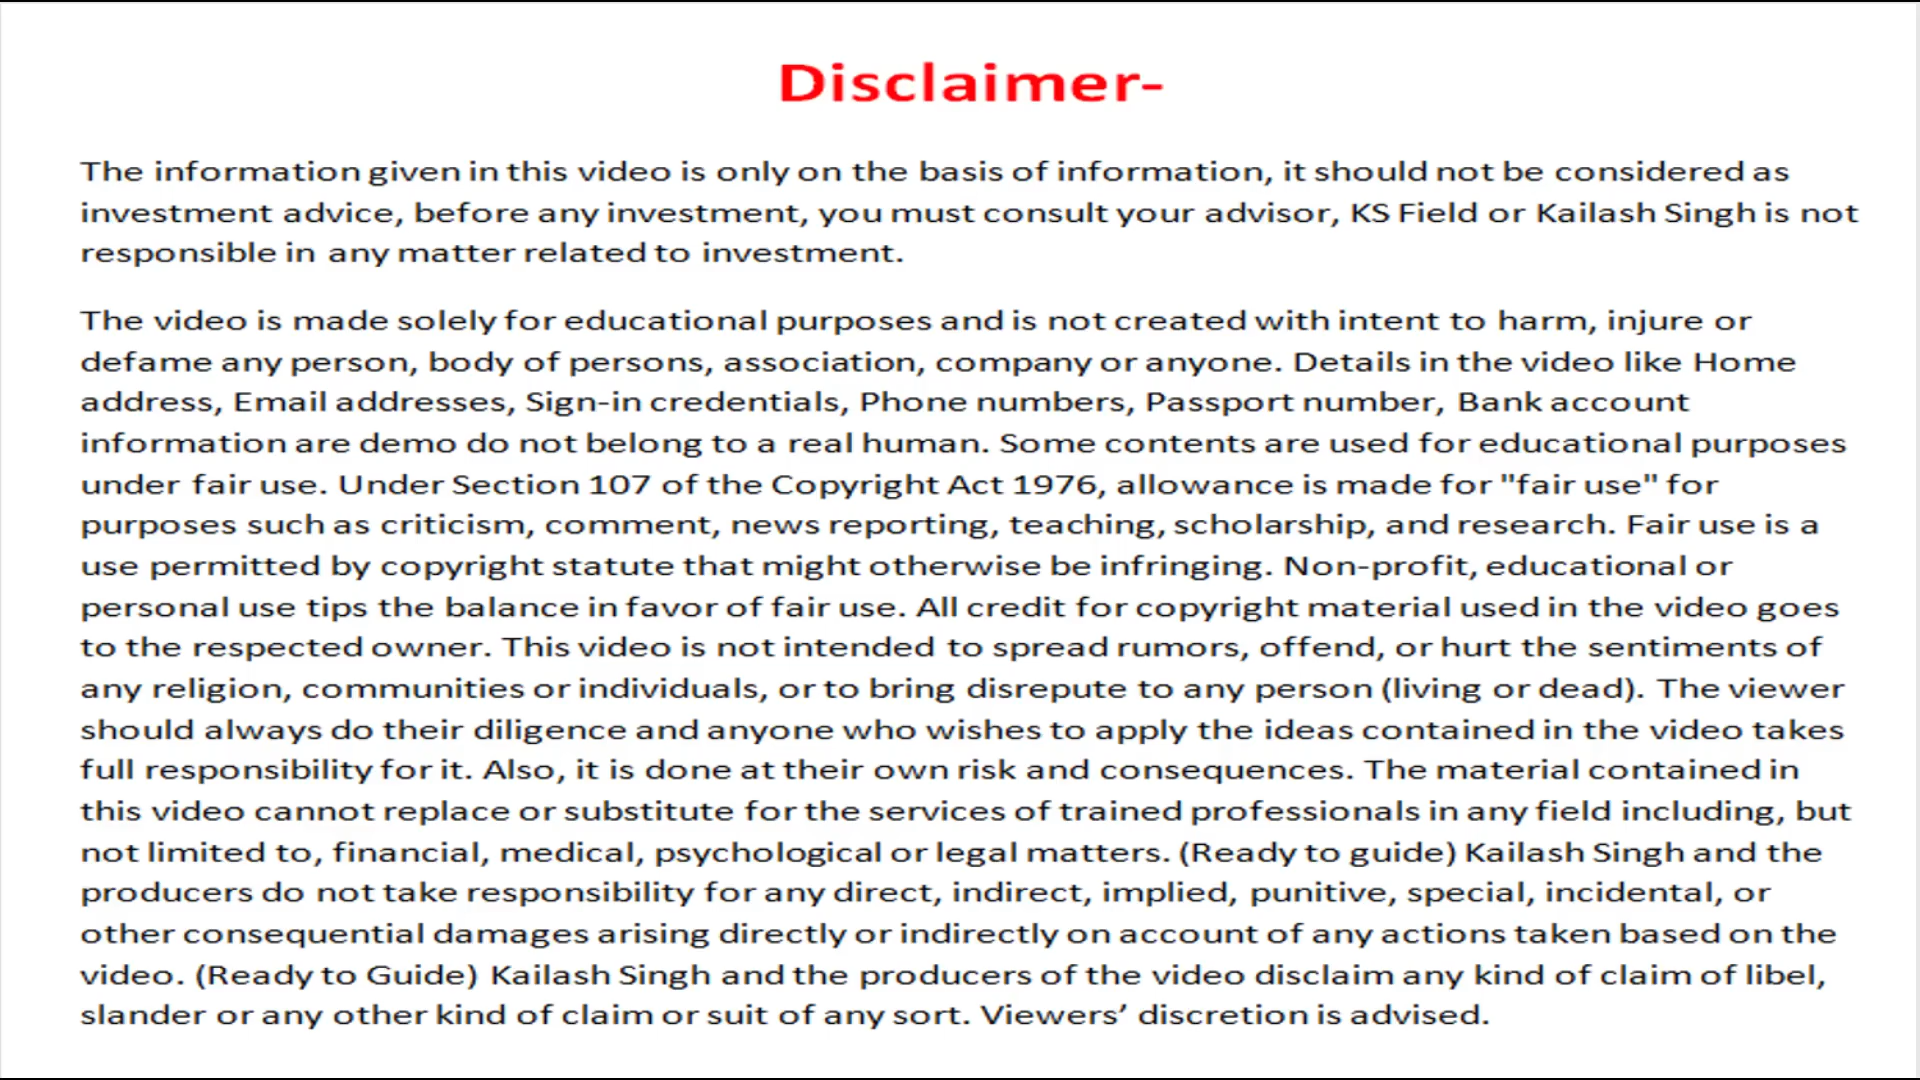 Disclaimer-
The information given in this video is only on the basis of information, it should not be considered as
investment advice, before any investment, you must consult your advisor, KS Field or Kailash Singh is not
responsible in any matter related to investment.
The video is made solely for educational purposes and is not created with intent to harm, injure or
defame any person, body of persons, association, company or anyone. Details in the video like Home
address, Email addresses, Sign-in credentials, Phone numbers, Passport number, Bank account
information are demo do not belong to a real human. Some contents are used for educational purposes
under fair use. Under Section 107 of the Copyright Act 1976, allowance is made for "fair use" for
purposes such as criticism, comment, news reporting, teaching, scholarship, and research. Fair use is a
use permitted by copyright statute that might otherwise be infringing. Non-profit, educational or
personal use tips the balance in favor of fair use. All credit for copyright material used in the video goes
to the respected owner. This video is not intended to spread rumors, offend, or hurt the sentiments of
any religion, communities or individuals, or to bring disrepute to any person (living or dead). The viewer
should always do their diligence and anyone who wishes to apply the ideas contained in the video takes
full responsibility for it. Also, it is done at their own risk and consequences. The material contained in
this video cannot replace or substitute for the services of trained professionals in any field including, but
not limited to, financial, medical, psychological or legal matters. (Ready to guide) Kailash Singh and the
producers do not take responsibility for any direct, indirect, implied, punitive, special, incidental, or
other consequential damages arising directly or indirectly on account of any actions taken based on the
video. (Ready to Guide) Kailash Singh and the producers of the video disclaim any kind of claim of libel,
slander or any other kind of claim or suit of any sort. Viewers’ discretion is advised.